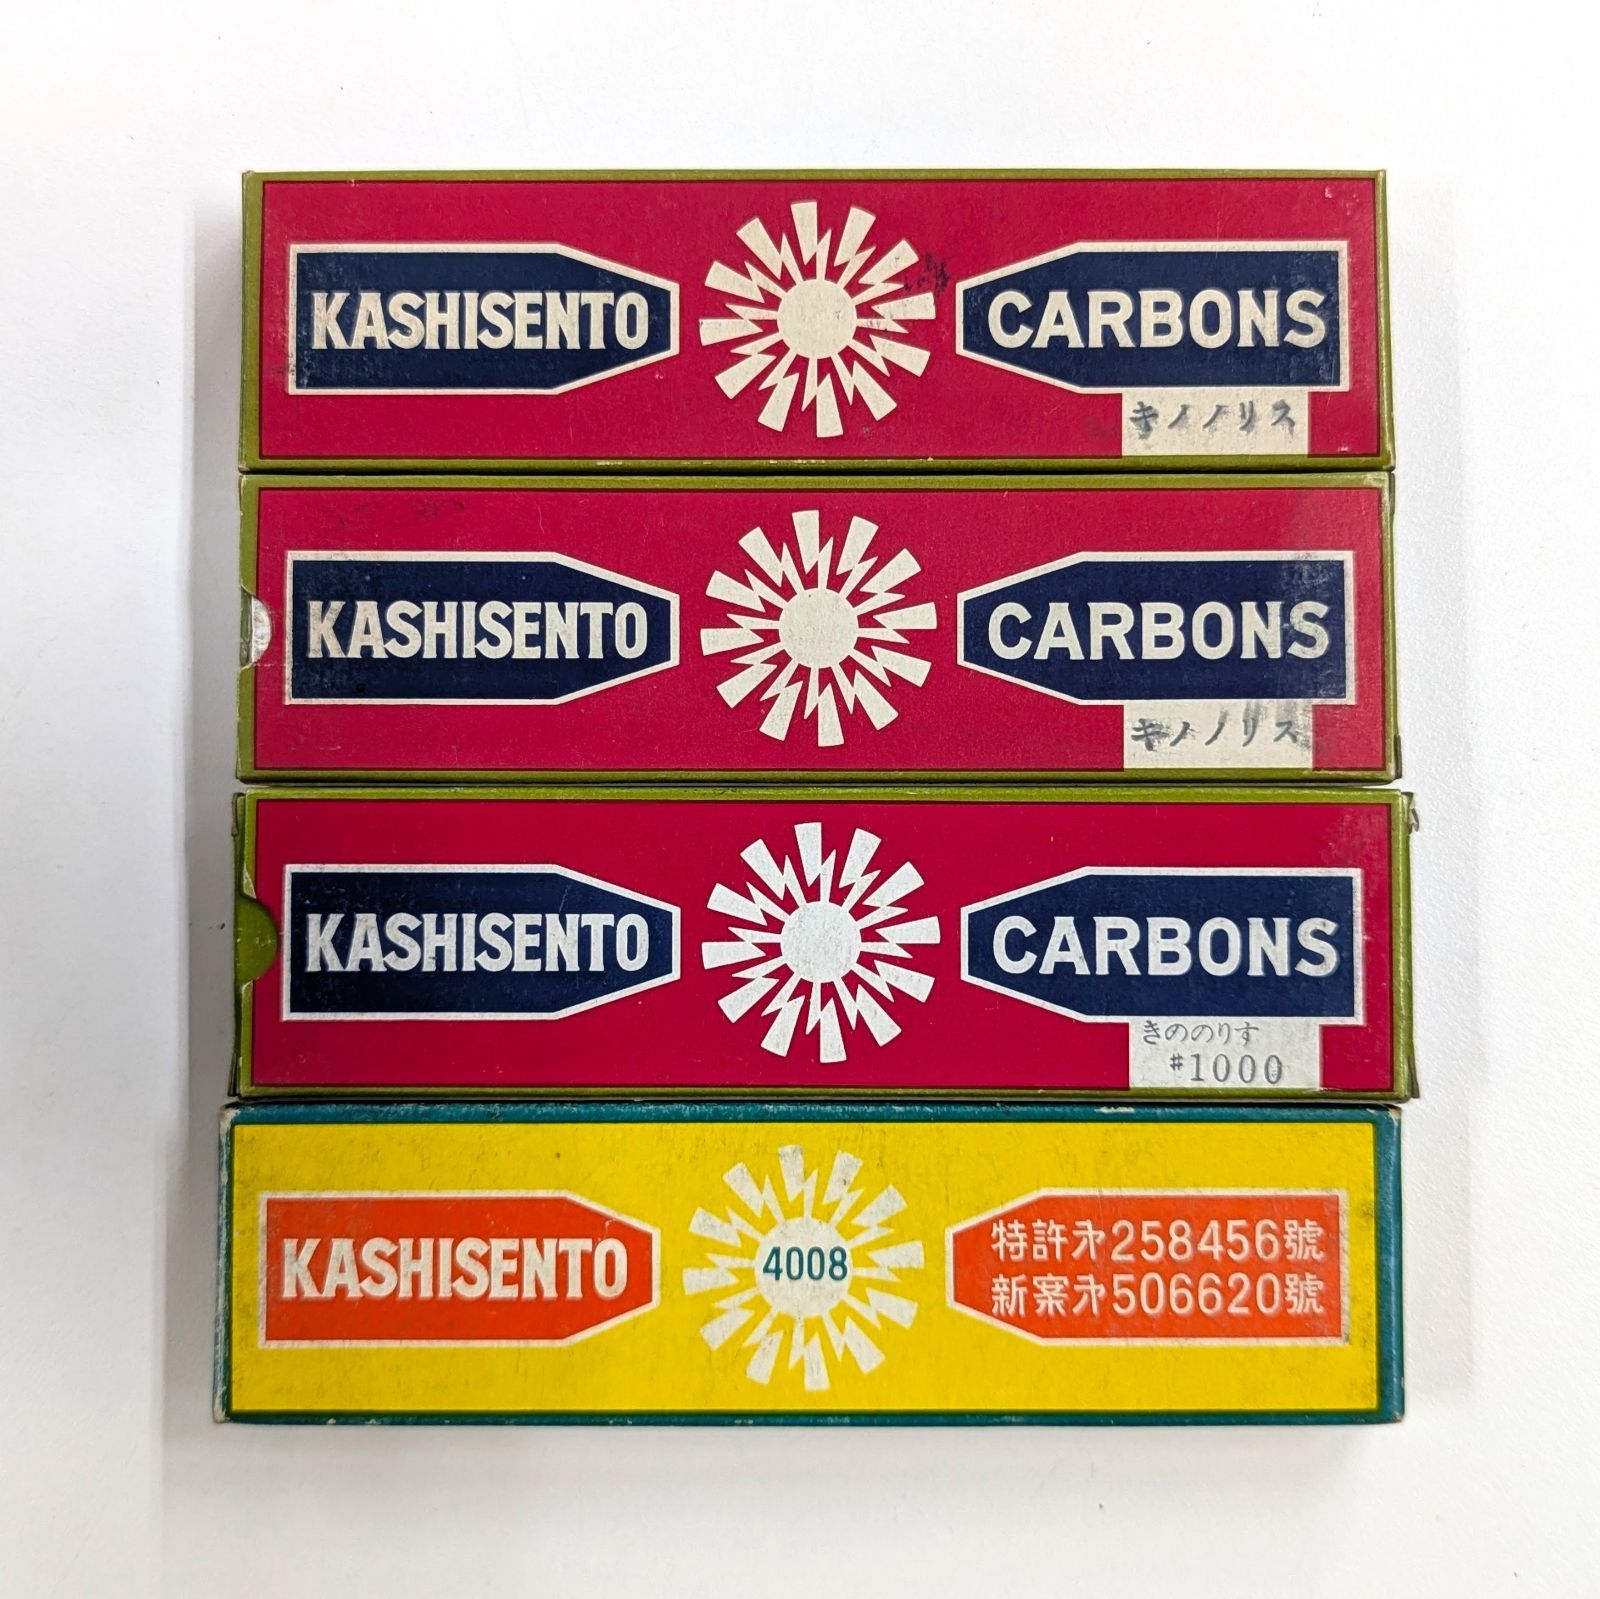 KASHISENTO
CARBONS
キノノリス
KASHISENTO
CARBONS
キノノリス
KASHISENTO
CARBONS
きののりす
#1000
KASHISENTO
4008
特許㐧258456號
新案㐧506620號